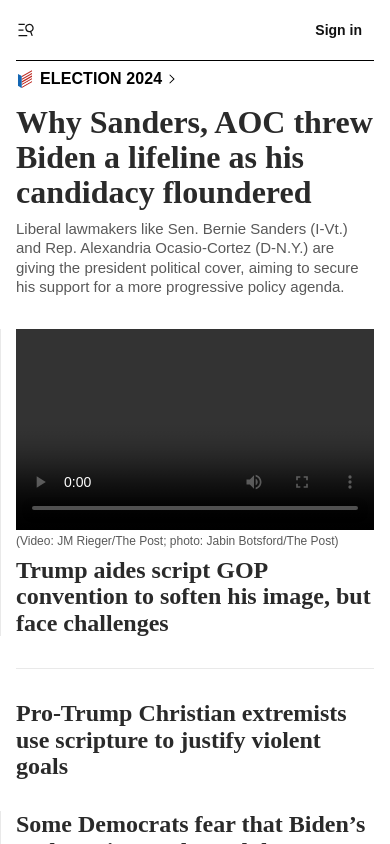 Sign in
ELECTION 2024
Why Sanders, AOC threw
Biden a lifeline as his
candidacy floundered
Liberal lawmakers like Sen. Bernie Sanders (I-Vt.)
and Rep. Alexandria Ocasio-Cortez (D-N.Y.) are
giving the president political cover, aiming to secure
his support for a more progressive policy agenda.
0:00
(Video: JM Rieger/The Post; photo: Jabin Botsford/The Post)
Trump aides script GOP
convention to soften his image, but
face challenges
Pro-Trump Christian extremists
use scripture to justify violent
goals
Some Democrats fear that Biden’s